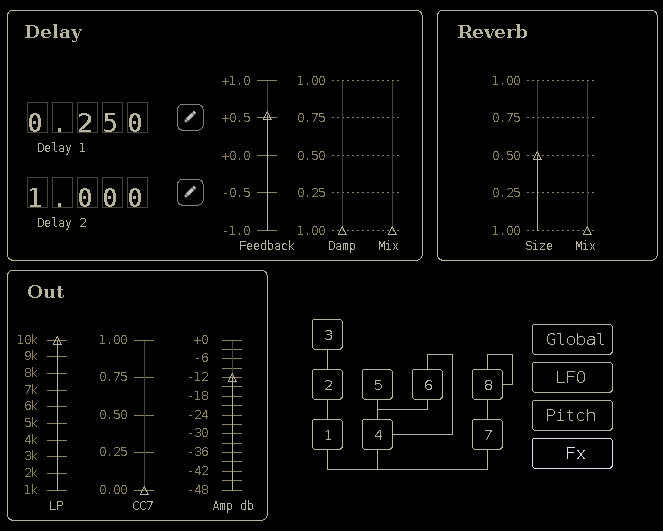 Delay
0.250
Delay 1
1.000
Delay 2
+1.0
+0.5
+0.0
-0.5
-1.0
Feedback
1.00
0.75
0.50
0.25
1.00
Damp
Mix
Reverb
1.00
0.75
0.50
0.25
1.00
Size
Mix
Out
10k
9k
8k
7k
6k
5k
4k
3k
2k
1k
LP
1.00
0.75
0.50
0.25
0.00
CC7
+0
-6
-12
-18
-24
-30
-36
-42
-48
Amp db
3
2
5
6
8
1
4
7
Global
LFO
Pitch
Fx